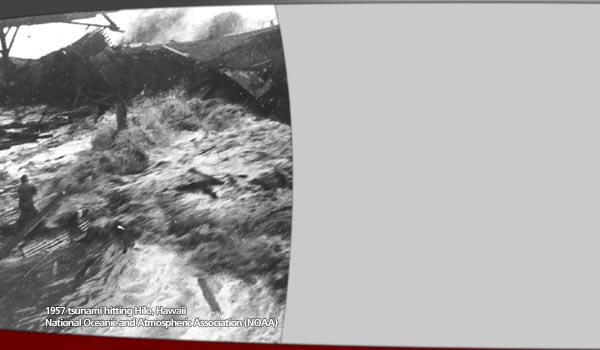 1957 tsunami hitting Hilo, Hawaii
National Oceanic and Atmospheric Association (NOAA)